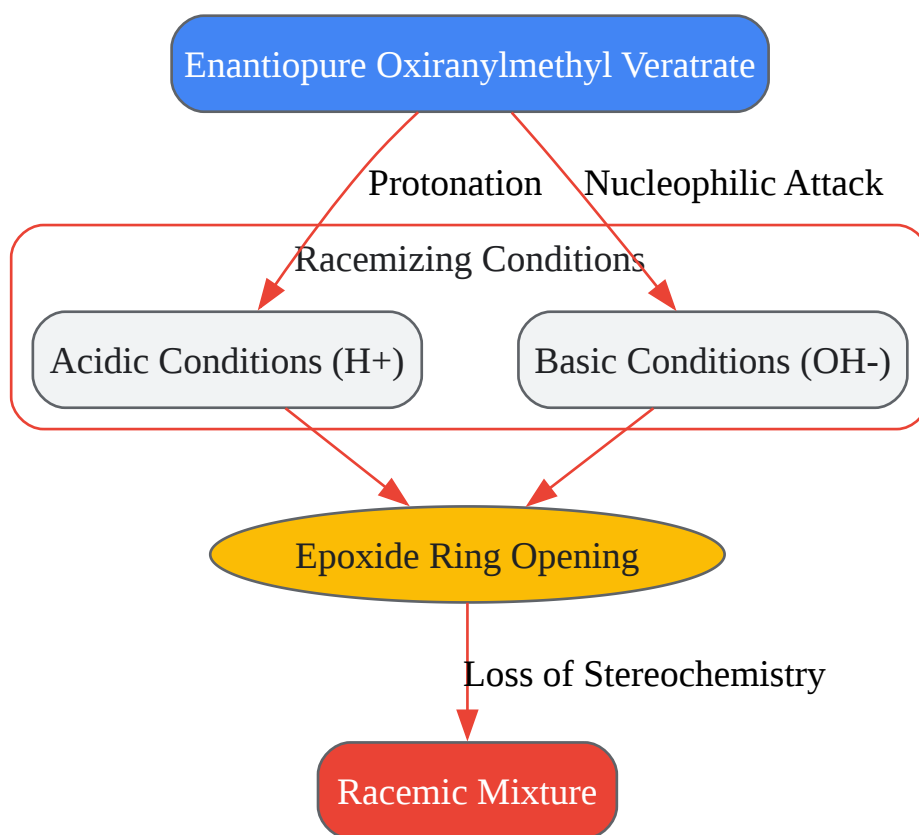 Enantiopure Oxiranylmethyl Veratrate
Protonation
Nucleophilic Attack
Racemizing Conditions
Acidic Conditions (H+)
Basic Conditions (OH-)
Epoxide Ring Opening
Loss of Stereochemistry
Racemic Mixture